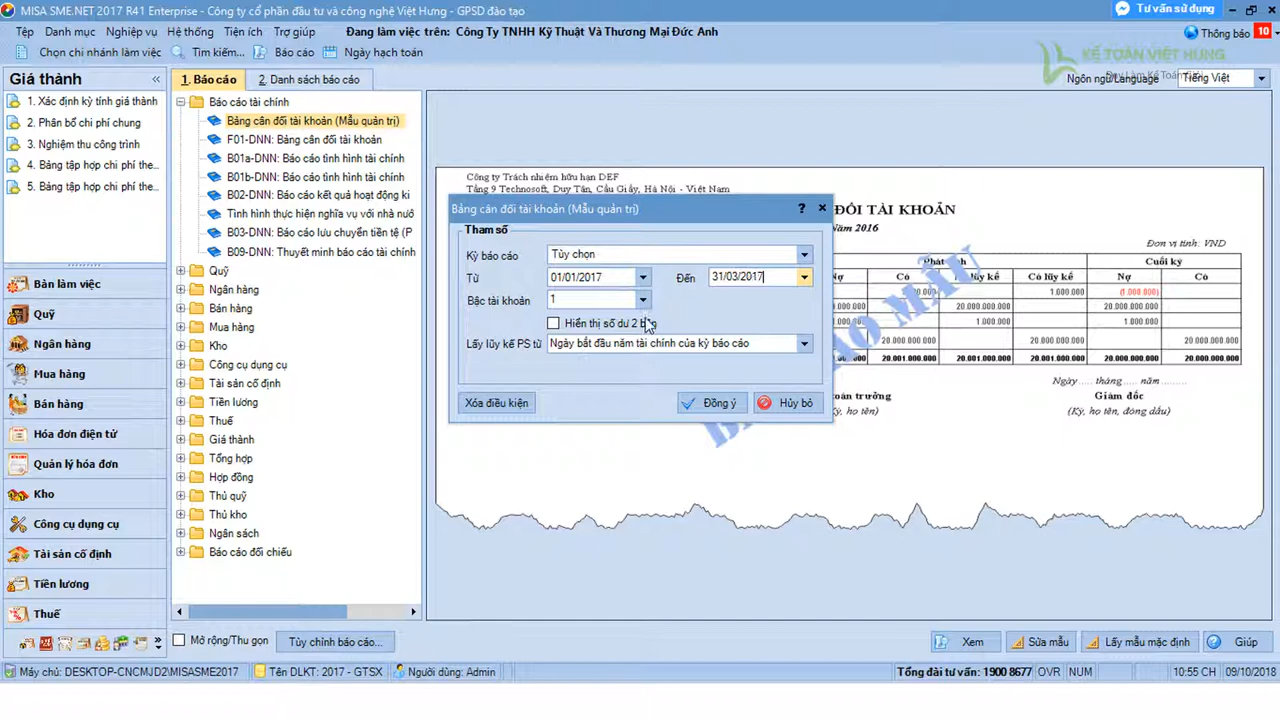 MISA SME.NET 2017 R41 Enterprise - Công ty cổ phần đầu tư và công nghệ Việt Hưng - GPSD đào tạo
Tư vấn sử dụng
Tệp Danh mục Nghiệp vụ Hệ thống Tiện ích Trợ giúp
Đang làm việc trên: Công Ty TNHH Kỹ Thuật Và Thương Mại Đức Anh
Thông báo 10
Chọn chi nhánh làm việc Tìm kiếm... Báo cáo Ngày hạch toán
KẾ TOÁN VIỆT HƯNG
Ngôn ngữ/Language Tiếng Việt
Giá thành
1. Xác định kỳ tính giá thành
2. Phân bổ chi phí chung
3. Nghiệm thu công trình
4. Bảng tập hợp chi phí the...
5. Bảng tập hợp chi phí the...
Bàn làm việc
Quỹ
Ngân hàng
Mua hàng
Bán hàng
Hóa đơn điện tử
Quản lý hóa đơn
Kho
Công cụ dụng cụ
Tài sản cố định
Tiền lương
Thuế
1. Báo cáo 2. Danh sách báo cáo
Báo cáo tài chính
Bảng cân đối tài khoản (Mẫu quản trị)
F01-DNN: Bảng cân đối tài khoản
B01a-DNN: Báo cáo tình hình tài chính
B01b-DNN: Báo cáo tình hình tài chính
B02-DNN: Báo cáo kết quả hoạt động ki
Tình hình thực hiện nghĩa vụ với nhà nướ
B03-DNN: Báo cáo lưu chuyển tiền tệ (P
B09-DNN: Thuyết minh báo cáo tài chính
Quỹ
Ngân hàng
Bán hàng
Mua hàng
Kho
Công cụ dụng cụ
Tài sản cố định
Tiền lương
Thuế
Giá thành
Tổng hợp
Hợp đồng
Thủ quỹ
Thủ kho
Ngân sách
Báo cáo đối chiếu
Mở rộng/Thu gọn Tùy chỉnh báo cáo...
Công ty Trách nhiệm hữu hạn DEF
Tầng 9 Technosoft, Duy Tân, Cầu Giấy, Hà Nội - Việt Nam
ĐỐI TÀI KHOẢN
Năm 2016
Đơn vị tính: VND
Cuối kỳ
Có Có lũy kế Nợ Có
1.000.000 (1.000.000)
20.000.000.000 20.000.000.000
1.000.000 1.000.000
20.000.000.000 20.000.000.000 20.000.000.000
20.001.000.000 20.001.000.000 20.001.000.000 20.000.000.000 20.000.000.000
Ngày .... tháng ..... năm .........
Giám đốc
(Ký, họ tên)
(Ký, họ tên, đóng dấu)
Bảng cân đối tài khoản (Mẫu quản trị)
Tham số
Kỳ báo cáo Tùy chọn
Từ 01/01/2017 Đến 31/03/2017
Bậc tài khoản 1
Hiển thị số dư 2 bên
Lấy lũy kế PS từ Ngày bắt đầu năm tài chính của kỳ báo cáo
Xóa điều kiện Đồng ý Hủy bỏ
Xem Sửa mẫu Lấy mẫu mặc định Giúp
Máy chủ: DESKTOP-CNCMJD2\MISASME2017 Tên DLKT: 2017 - GTSX Người dùng: Admin
Tổng đài tư vấn: 1900 8677 OVR NUM 10:55 CH 09/10/2018